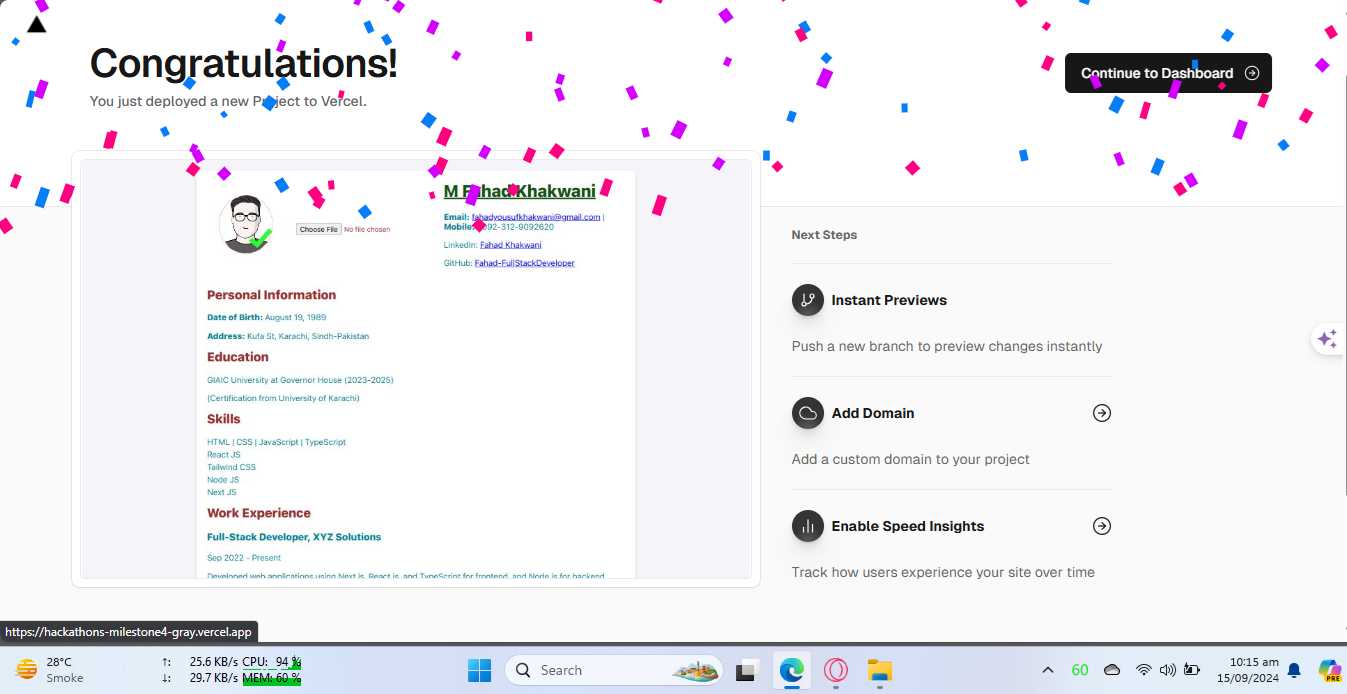 Congratulations!
You just deployed a new Project to Vercel.
Continue to Dashboard
M Fahad Khakwani
Email: fahadyousufkhakwani@gmail.com |
Mobile: 0092-312-9092620
LinkedIn: Fahad Khakwani
GitHub: Fahad-FullStackDeveloper
Choose File No file chosen
Personal Information
Date of Birth: August 19, 1989
Address: Kufa St, Karachi, Sindh-Pakistan
Education
GIAIC University at Governor House (2023-2025)
(Certification from University of Karachi)
Skills
HTML | CSS | JavaScript | TypeScript
React JS
Tailwind CSS
Node JS
Next JS
Work Experience
Full-Stack Developer, XYZ Solutions
Sep 2022 - Present
Developed web applications using Next.js, React.js, and TypeScript for frontend, and Node.js for backend
Next Steps
Instant Previews
Push a new branch to preview changes instantly
Add Domain
Add a custom domain to your project
Enable Speed Insights
Track how users experience your site over time
https://hackathons-milestone4-gray.vercel.app
28°C
Smoke
↑: 25.6 KB/s CPU: 94 %
↓: 29.7 KB/s MEM: 60 %
Search
60
10:15 am
15/09/2024
PRE